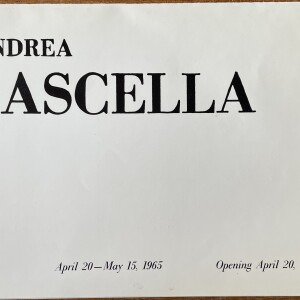 NDREA
ASCELLA
April 20—May 15, 1965 Opening April 20,